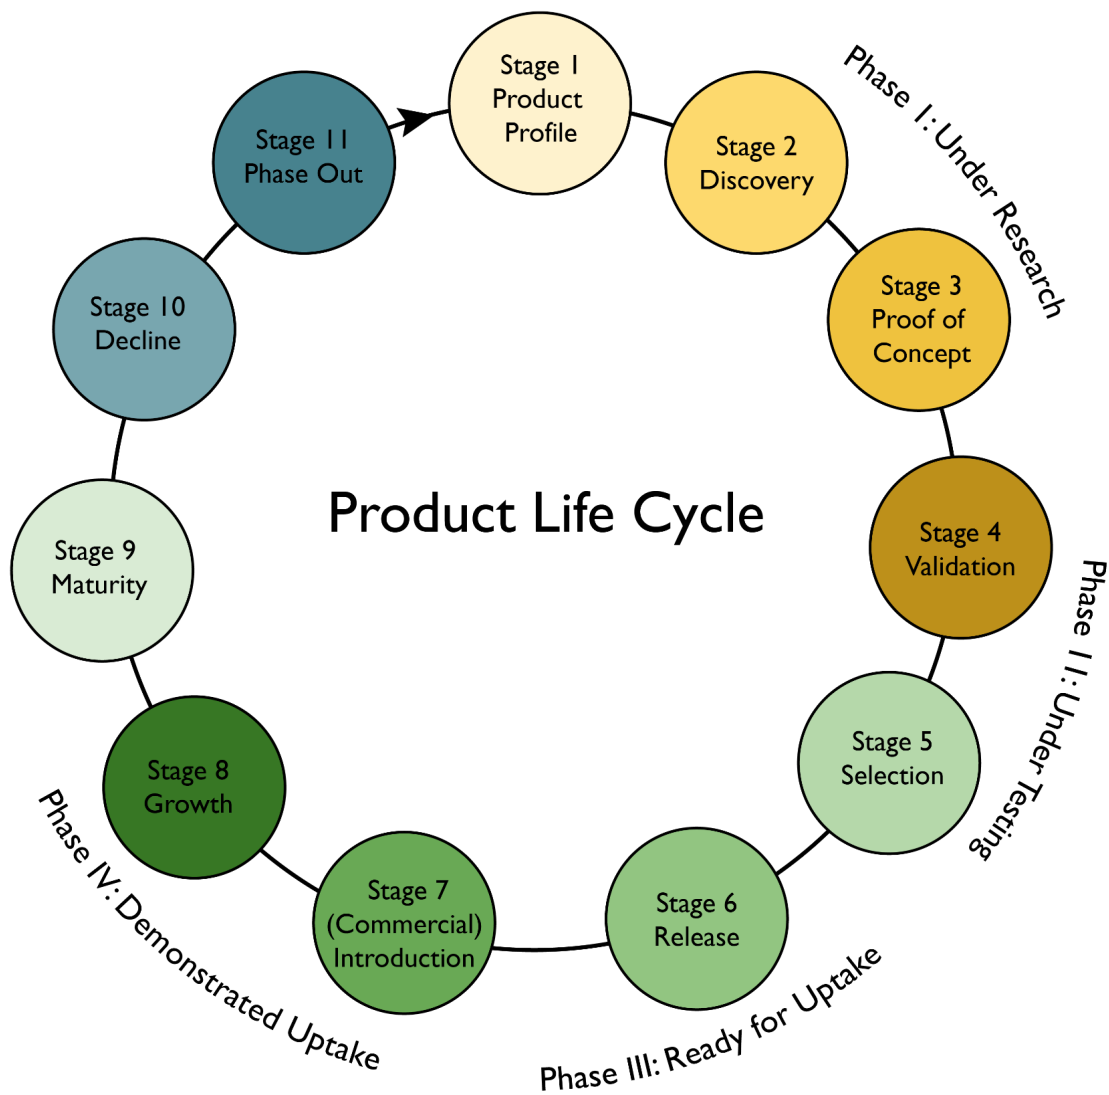 Stage 1
Product
Profile
Stage 2
Discovery
Phase I: Under Research
Stage 3
Proof of
Concept
Stage 4
Validation
Phase II: Under Testing
Stage 5
Selection
Stage 6
Release
Phase III: Ready for Uptake
Stage 7
(Commercial)
Introduction
Stage 8
Growth
Phase IV: Demonstrated Uptake
Stage 9
Maturity
Stage 10
Decline
Stage 11
Phase Out
Product Life Cycle